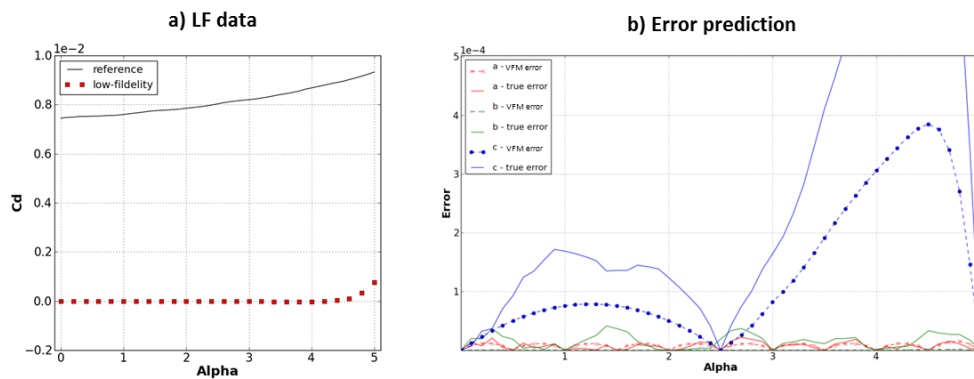 a) LF data
b) Error prediction
1.0 1e−2
0.8
0.6
0.4
0.2
0.0
−0.2
Cd
reference
low-fildelity
0 1 2 3 4 5
Alpha
5 1e−4
4
3
2
1
Error
a - VFM error
a - true error
b - VFM error
b - true error
c - VFM error
c - true error
1 2 3 4
Alpha